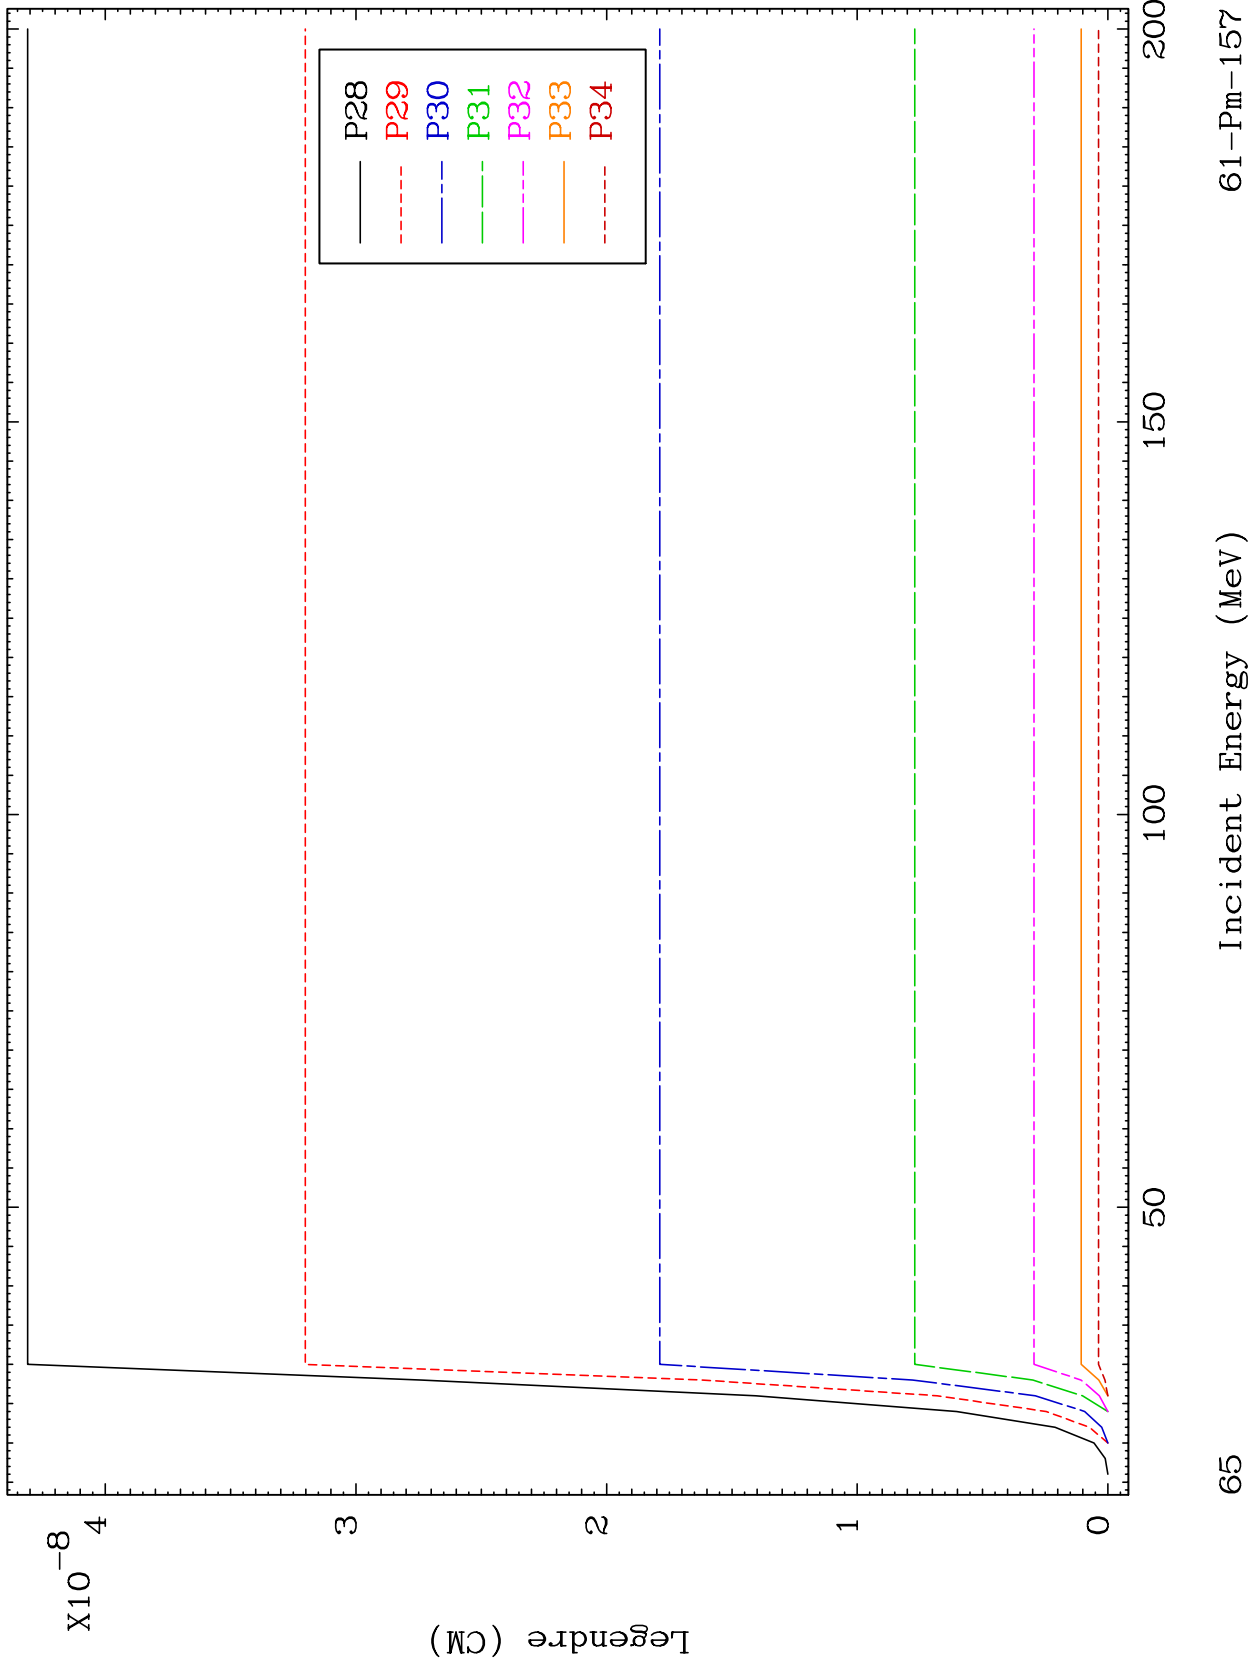 X10-8
4
3
2
1
0
Legendre (CM)
P28
P29
P30
P31
P32
P33
P34
50
100
150
200
Incident Energy (MeV)
65
61-Pm-157